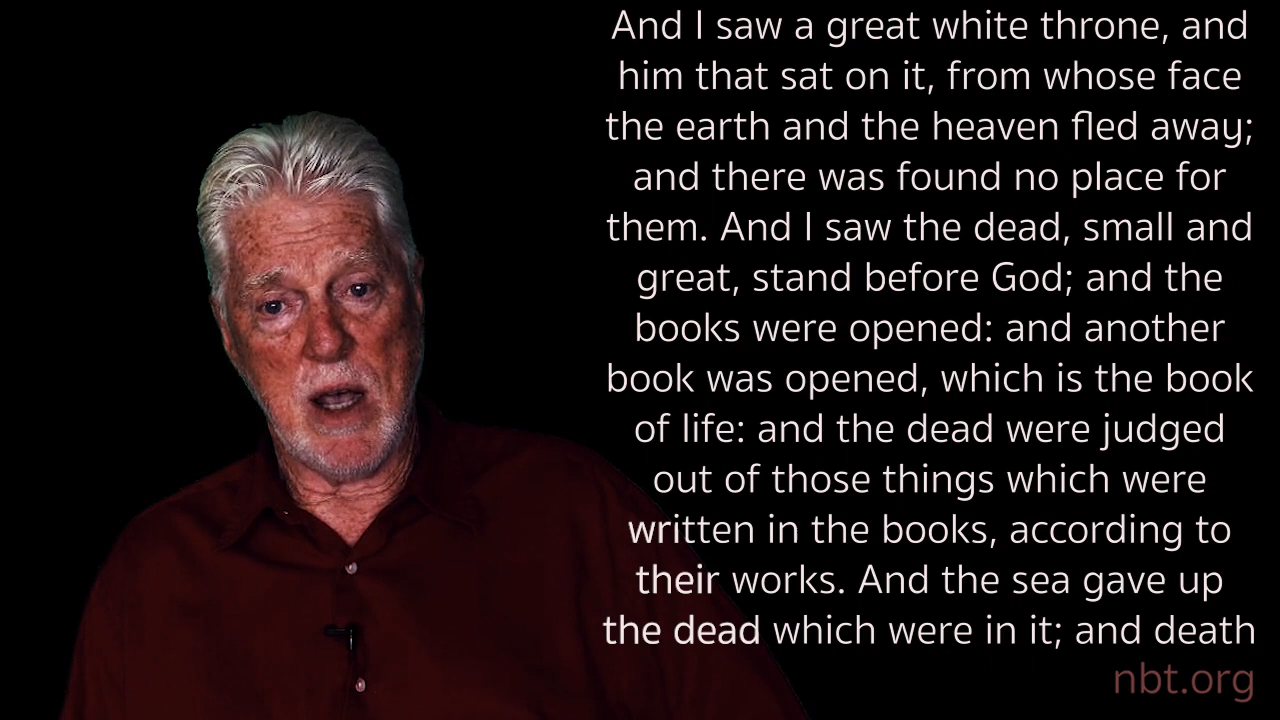 And I saw a great white throne, and
him that sat on it, from whose face
the earth and the heaven fled away;
and there was found no place for
them. And I saw the dead, small and
great, stand before God; and the
books were opened: and another
book was opened, which is the book
of life: and the dead were judged
out of those things which were
written in the books, according to
their works. And the sea gave up
the dead which were in it; and death
nbt.org